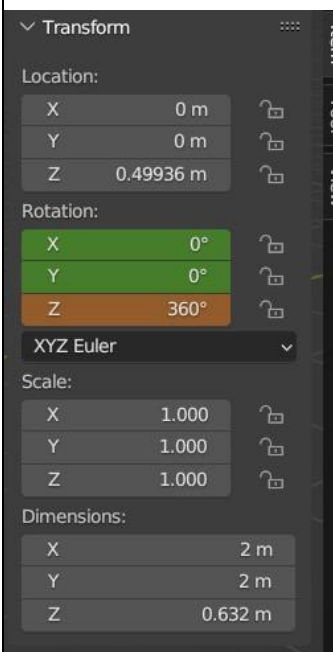 Transform
Location:
X 0 m
Y 0 m
Z 0.49936 m
Rotation:
X 0°
Y 0°
Z 360°
XYZ Euler
Scale:
X 1.000
Y 1.000
Z 1.000
Dimensions:
X 2 m
Y 2 m
Z 0.632 m